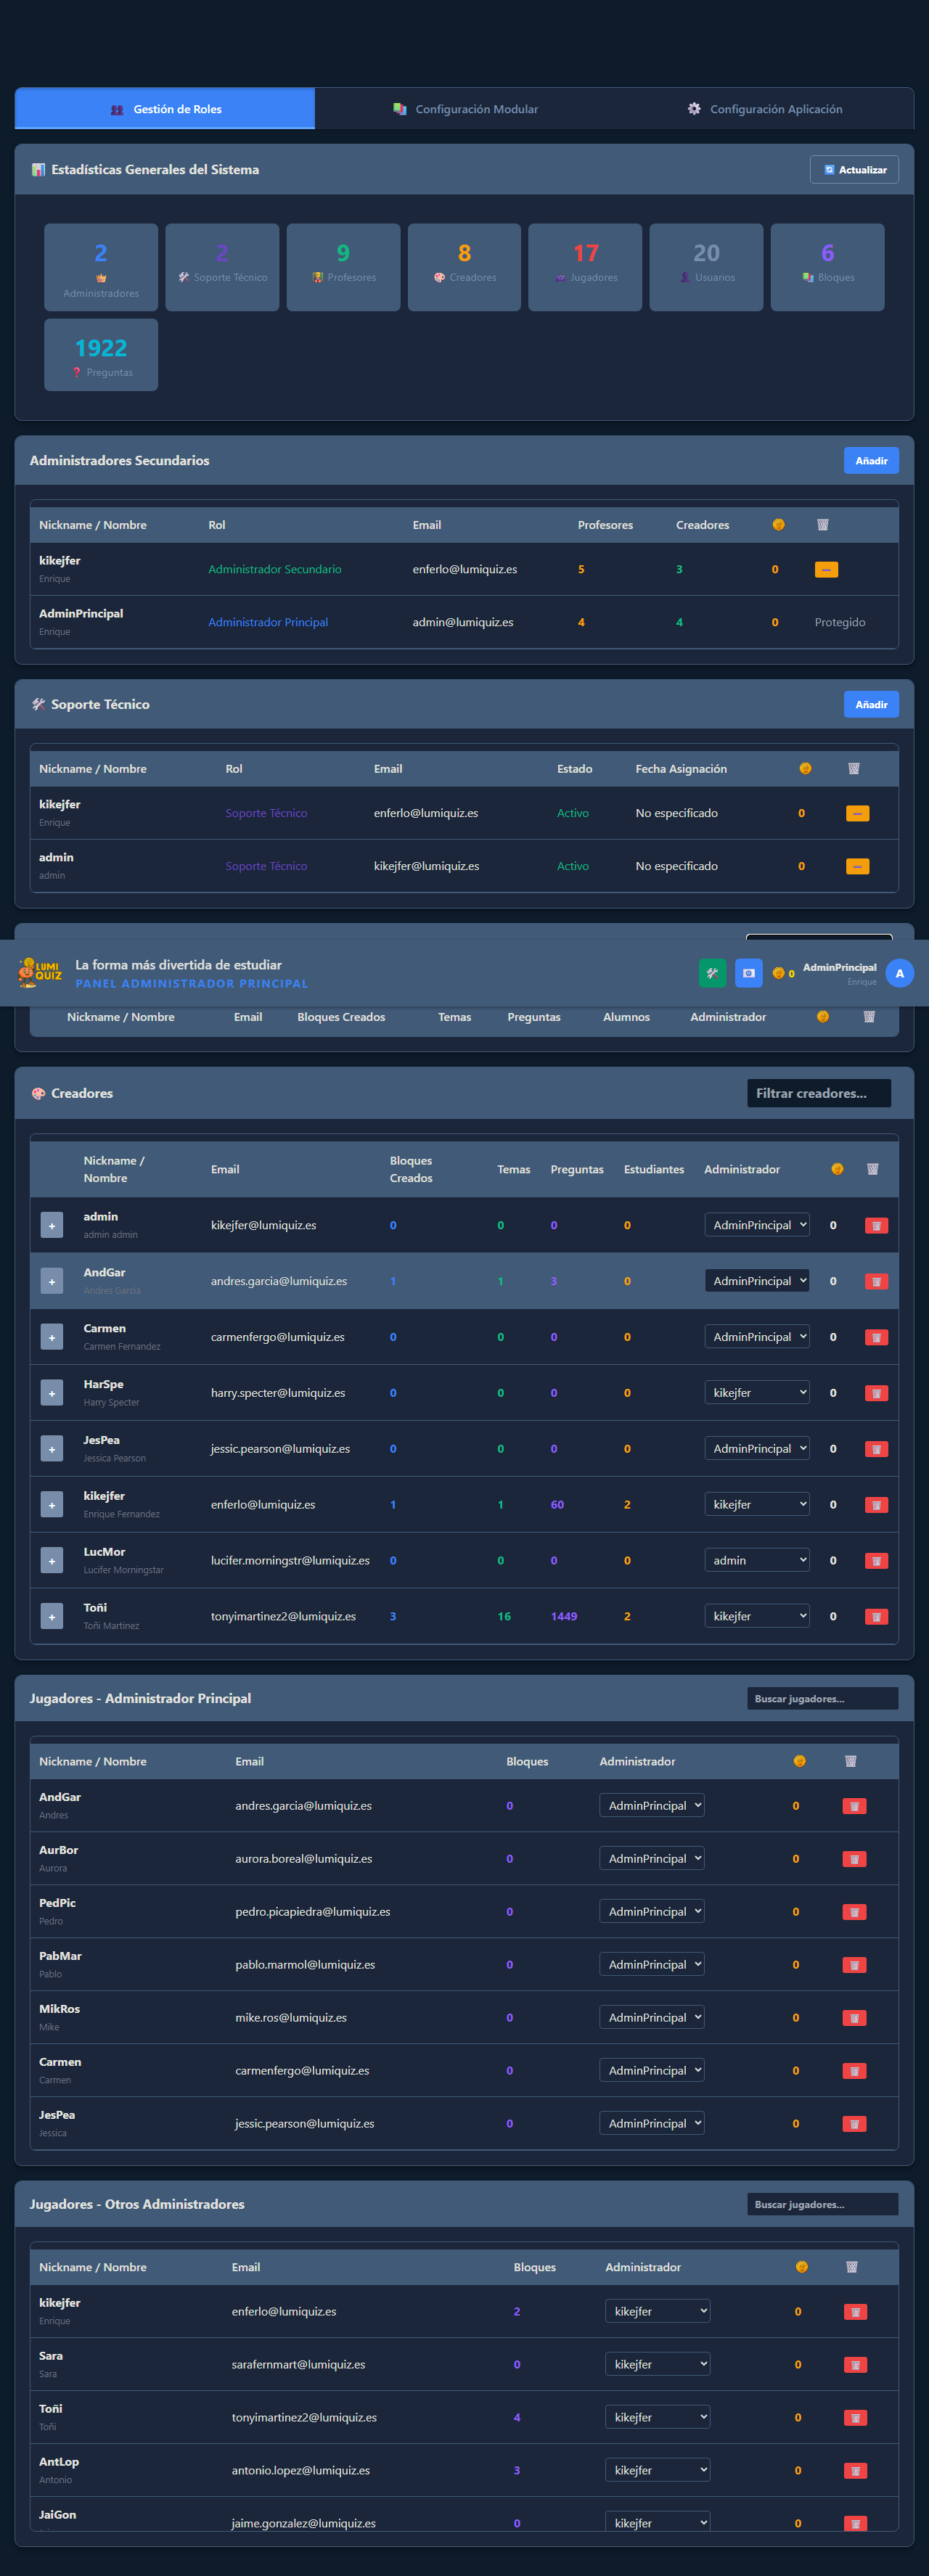 Gestión de Roles
Configuración Modular
Configuración Aplicación
Estadísticas Generales del Sistema
Actualizar
2
Administradores
2
Soporte Técnico
9
Profesores
8
Creadores
17
Jugadores
20
Usuarios
6
Bloques
1922
Preguntas
Administradores Secundarios
Añadir
Nickname / Nombre Rol Email Profesores Creadores
kikejfer
Enrique
Administrador Secundario enferlo@lumiquiz.es 5 3 0
AdminPrincipal
Enrique
Administrador Principal admin@lumiquiz.es 4 4 0 Protegido
Soporte Técnico
Añadir
Nickname / Nombre Rol Email Estado Fecha Asignación
kikejfer
Enrique
Soporte Técnico enferlo@lumiquiz.es Activo No especificado 0
admin
admin
Soporte Técnico kikejfer@lumiquiz.es Activo No especificado 0
LUMI QUIZ
La forma más divertida de estudiar
PANEL ADMINISTRADOR PRINCIPAL
0
AdminPrincipal
Enrique
A
Nickname / Nombre Email Bloques Creados Temas Preguntas Alumnos Administrador
Creadores
Filtrar creadores...
Nickname / Nombre Email Bloques Creados Temas Preguntas Estudiantes Administrador
+ admin
admin admin
kikejfer@lumiquiz.es 0 0 0 0 AdminPrincipal 0
+ AndGar
Andres Garcia
andres.garcia@lumiquiz.es 1 1 3 0 AdminPrincipal 0
+ Carmen
Carmen Fernandez
carmenfergo@lumiquiz.es 0 0 0 0 AdminPrincipal 0
+ HarSpe
Harry Specter
harry.specter@lumiquiz.es 0 0 0 0 kikejfer 0
+ JesPea
Jessica Pearson
jessic.pearson@lumiquiz.es 0 0 0 0 AdminPrincipal 0
+ kikejfer
Enrique Fernandez
enferlo@lumiquiz.es 1 1 60 2 kikejfer 0
+ LucMor
Lucifer Morningstar
lucifer.morningstr@lumiquiz.es 0 0 0 0 admin 0
+ Toñi
Toñi Martinez
tonyimartinez2@lumiquiz.es 3 16 1449 2 kikejfer 0
Jugadores - Administrador Principal
Buscar jugadores...
Nickname / Nombre Email Bloques Administrador
AndGar
Andres
andres.garcia@lumiquiz.es 0 AdminPrincipal 0
AurBor
Aurora
aurora.boreal@lumiquiz.es 0 AdminPrincipal 0
PedPic
Pedro
pedro.picapiedra@lumiquiz.es 0 AdminPrincipal 0
PabMar
Pablo
pablo.marmol@lumiquiz.es 0 AdminPrincipal 0
MikRos
Mike
mike.ros@lumiquiz.es 0 AdminPrincipal 0
Carmen
Carmen
carmenfergo@lumiquiz.es 0 AdminPrincipal 0
JesPea
Jessica
jessic.pearson@lumiquiz.es 0 AdminPrincipal 0
Jugadores - Otros Administradores
Buscar jugadores...
Nickname / Nombre Email Bloques Administrador
kikejfer
Enrique
enferlo@lumiquiz.es 2 kikejfer 0
Sara
Sara
sarafernmart@lumiquiz.es 0 kikejfer 0
Toñi
Toñi
tonyimartinez2@lumiquiz.es 4 kikejfer 0
AntLop
Antonio
antonio.lopez@lumiquiz.es 3 kikejfer 0
JaiGon
jaime.gonzalez@lumiquiz.es 0 kikejfer 0